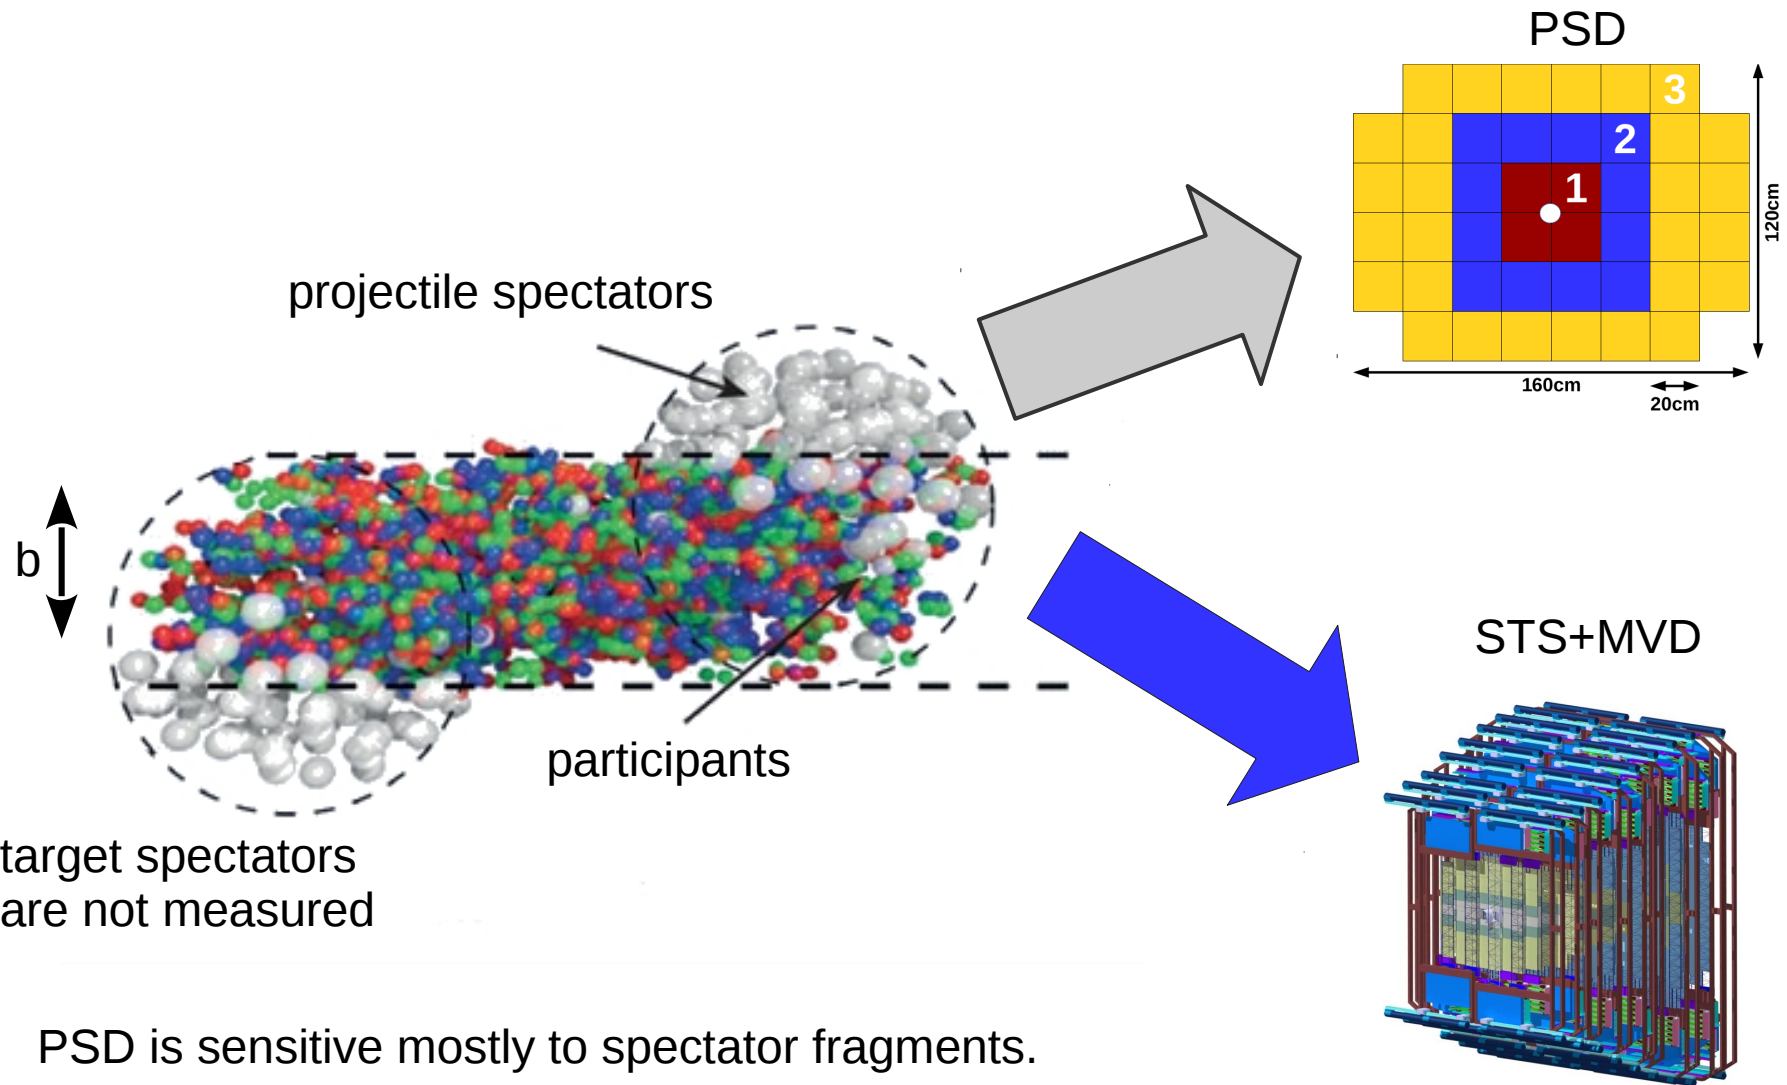 PSD
3
2
1
120cm
160cm
20cm
projectile spectators
b
participants
STS+MVD
target spectators
are not measured
PSD is sensitive mostly to spectator fragments.